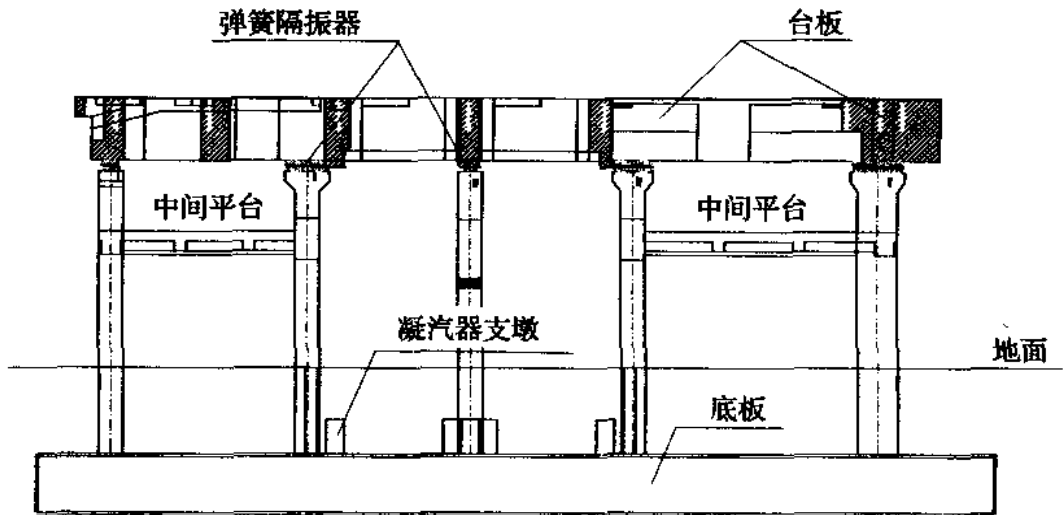 弹簧隔振器
台板
中间平台
中间平台
凝汽器支墩
地面
底板